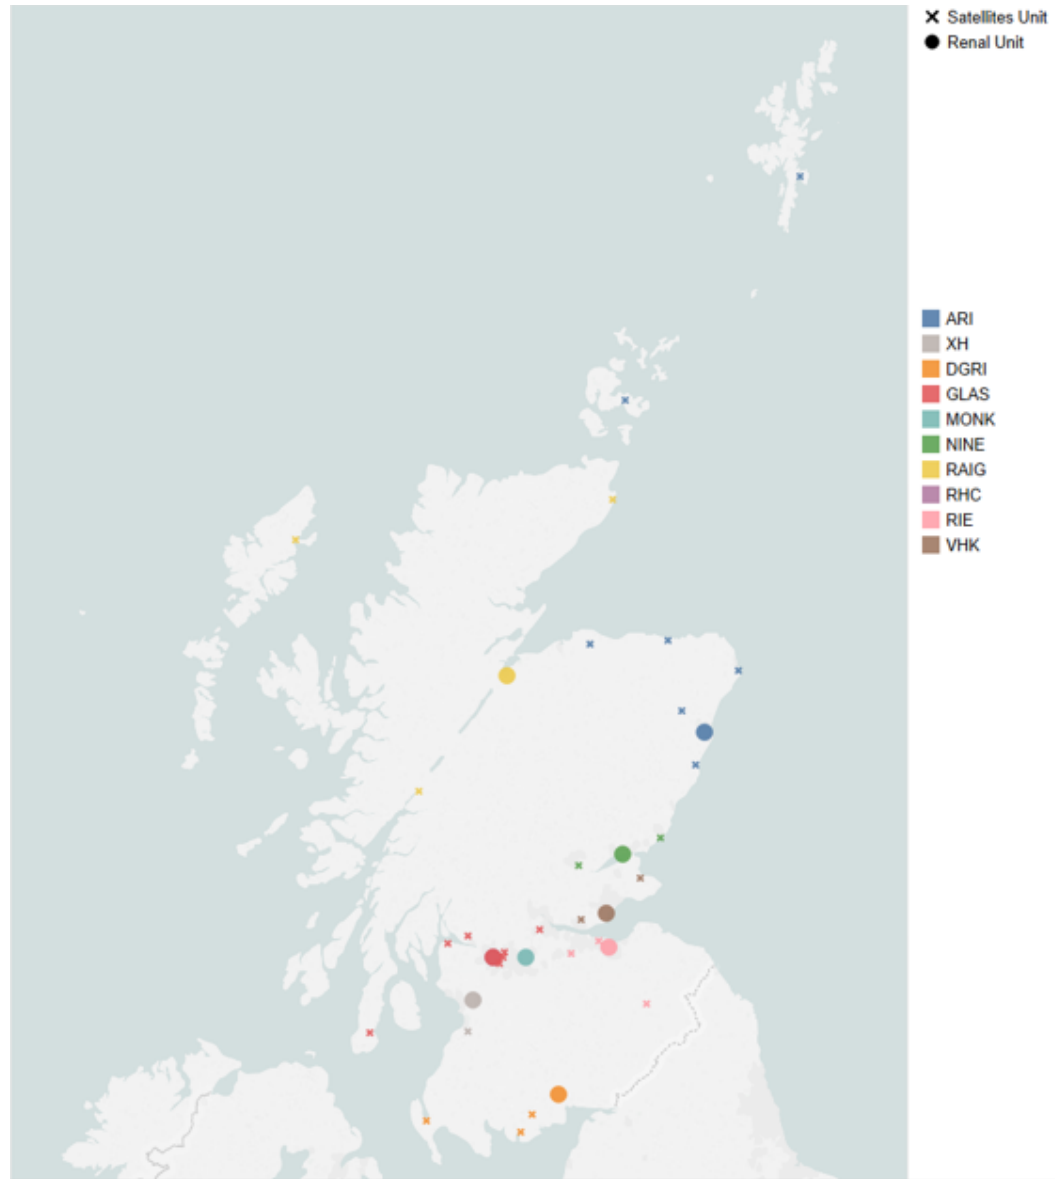 Satellites Unit
Renal Unit
ARI
XH
DGRI
GLAS
MONK
NINE
RAIG
RHC
RIE
VHK